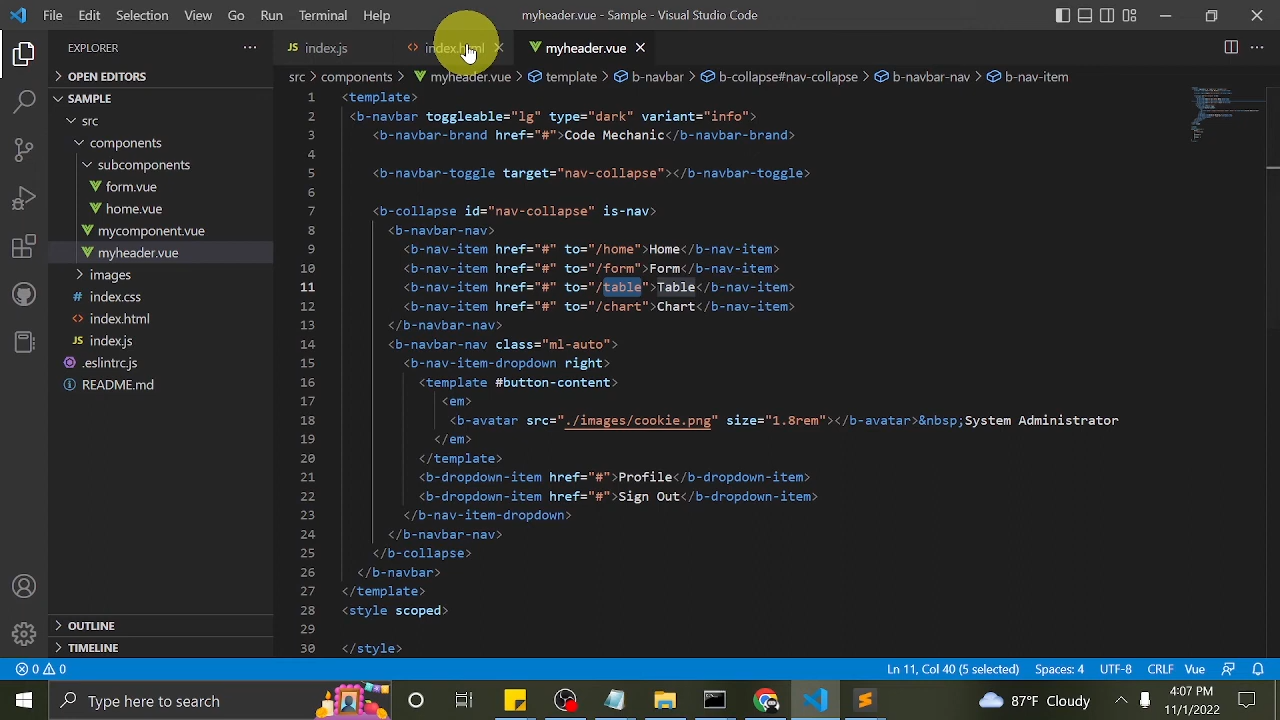 File Edit Selection View Go Run Terminal Help myheader.vue - Sample - Visual Studio Code
EXPLORER
index.js index.html myheader.vue
src > components > myheader.vue > template > b-navbar > b-collapse#nav-collapse > b-navbar-nav > b-nav-item
OPEN EDITORS
SAMPLE
src
components
subcomponents
form.vue
home.vue
mycomponent.vue
myheader.vue
images
index.css
index.html
index.js
.eslintrc.js
README.md
OUTLINE
TIMELINE
1 <template>
2 <b-navbar toggleable="lg" type="dark" variant="info">
3 <b-navbar-brand href="#">Code Mechanic</b-navbar-brand>
4
5 <b-navbar-toggle target="nav-collapse"></b-navbar-toggle>
6
7 <b-collapse id="nav-collapse" is-nav>
8 <b-navbar-nav>
9 <b-nav-item href="#" to="/home">Home</b-nav-item>
10 <b-nav-item href="#" to="/form">Form</b-nav-item>
11 <b-nav-item href="#" to="/table">Table</b-nav-item>
12 <b-nav-item href="#" to="/chart">Chart</b-nav-item>
13 </b-navbar-nav>
14 <b-navbar-nav class="ml-auto">
15 <b-nav-item-dropdown right>
16 <template #button-content>
17 <em>
18 <b-avatar src="./images/cookie.png" size="1.8rem"></b-avatar>&nbsp;System Administrator
19 </em>
20 </template>
21 <b-dropdown-item href="#">Profile</b-dropdown-item>
22 <b-dropdown-item href="#">Sign Out</b-dropdown-item>
23 </b-nav-item-dropdown>
24 </b-navbar-nav>
25 </b-collapse>
26 </b-navbar>
27 </template>
28 <style scoped>
29
30 </style>
0 0 Ln 11, Col 40 (5 selected) Spaces: 4 UTF-8 CRLF Vue
Type here to search 87°F Cloudy 4:07 PM
11/1/2022